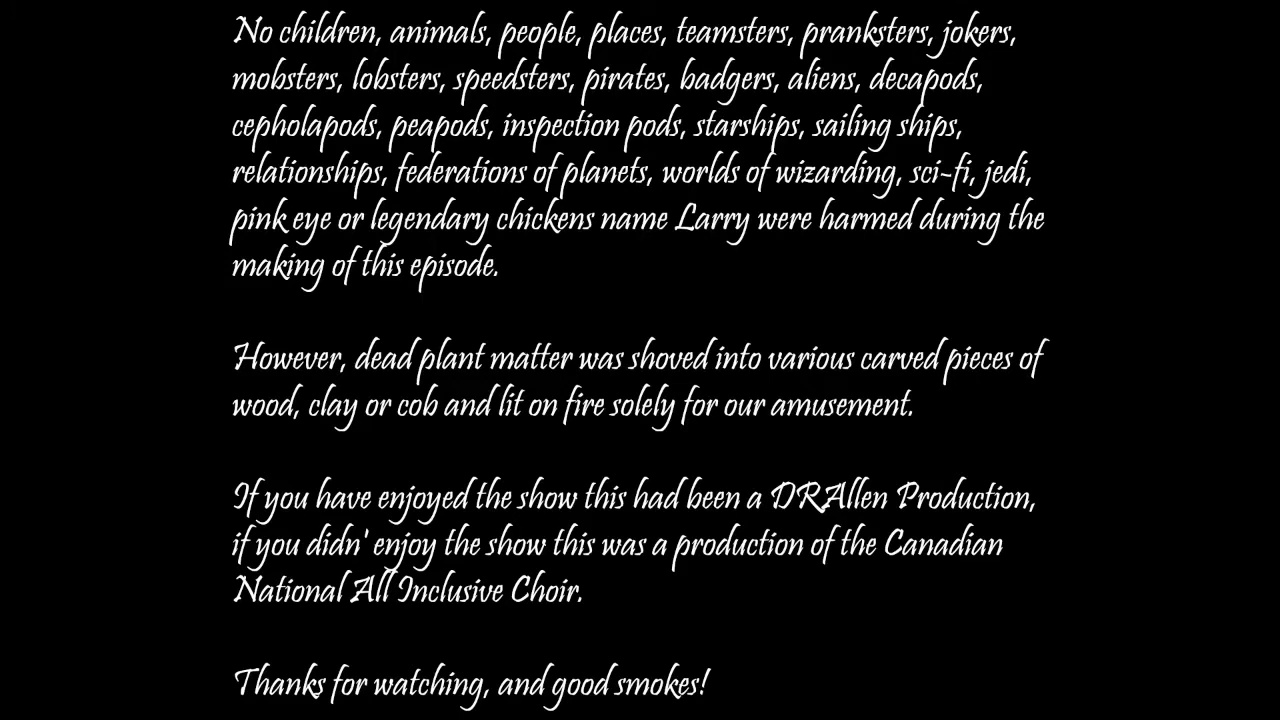 No children, animals, people, places, teamsters, pranksters, jokers,
mobsters, lobsters, speedsters, pirates, badgers, aliens, decapods,
cepholapods, peapods, inspection pods, starships, sailing ships,
relationships, federations of planets, worlds of wizarding, sci-fi, jedi,
pink eye or legendary chickens name Larry were harmed during the
making of this episode.
However, dead plant matter was shoved into various carved pieces of
wood, clay or cob and lit on fire solely for our amusement.
If you have enjoyed the show this had been a DRAllen Production,
if you didn' enjoy the show this was a production of the Canadian
National All Inclusive Choir.
Thanks for watching, and good smokes!